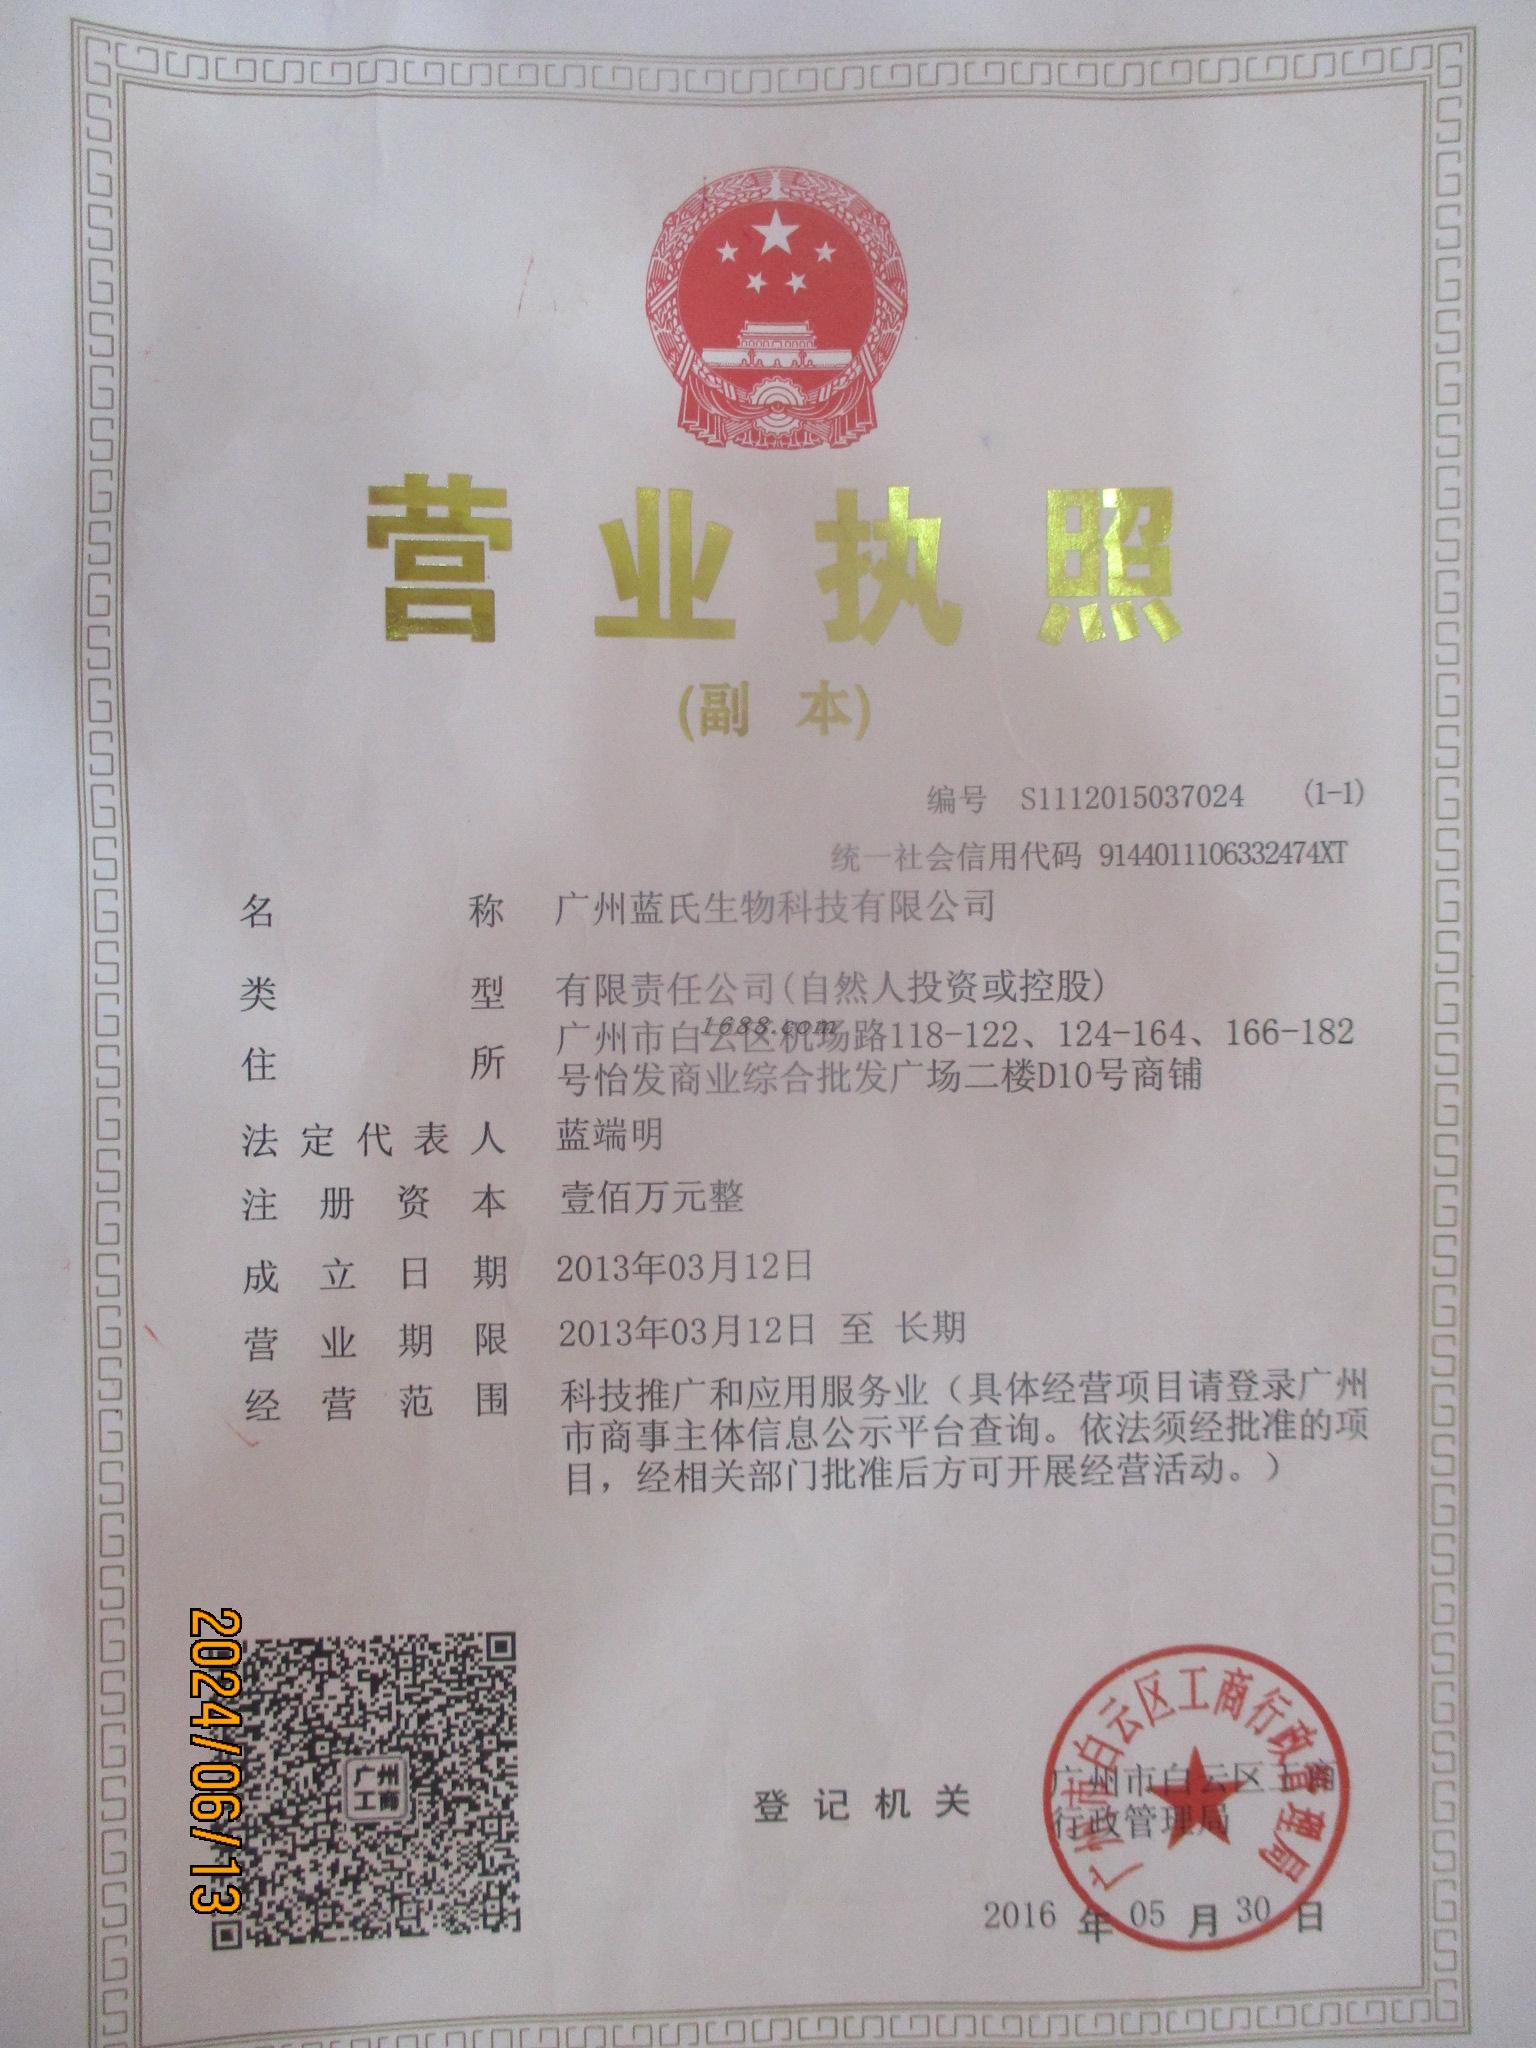 营业执照
(副 本)
编号 S1112015037024 (1-1)
统一社会信用代码 9144011106332474XT
名称 广州蓝氏生物科技有限公司
类型 有限责任公司(自然人投资或控股)
1688.com
住所 广州市白云区机场路118-122、124-164、166-182
号怡发商业综合批发广场二楼D10号商铺
法定代表人 蓝端明
注册资本 壹佰万元整
成立日期 2013年03月12日
营业期限 2013年03月12日 至 长期
经营范围 科技推广和应用服务业（具体经营项目请登录广州
市商事主体信息公示平台查询。依法须经批准的项
目，经相关部门批准后方可开展经营活动。）
2024/06/13
广州
工商
登记机关
广州市白云区工商
行政管理局
广州市白云区工商行政管理局
2016 年 05 月 30 日